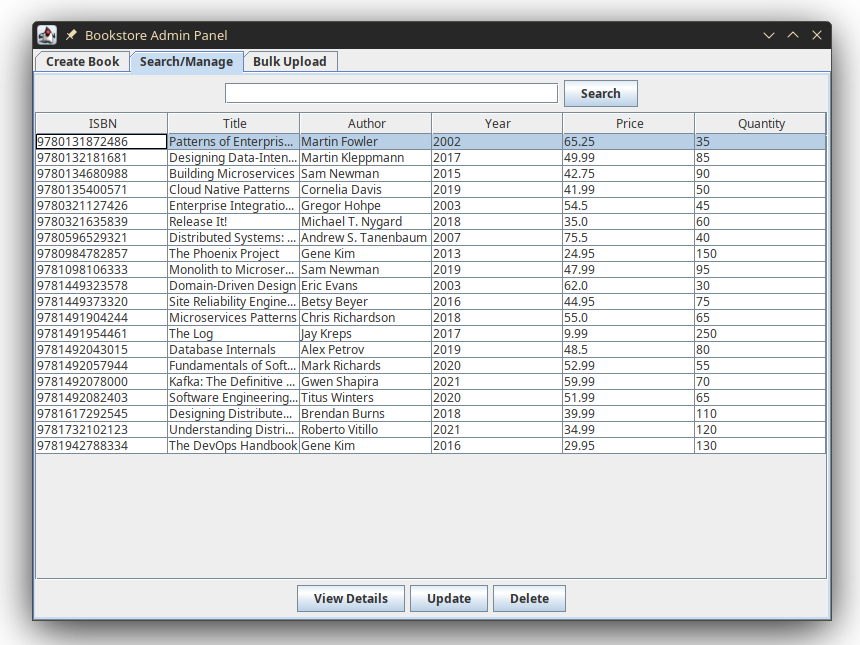 Bookstore Admin Panel
Create Book Search/Manage Bulk Upload
Search
ISBN Title Author Year Price Quantity
9780131872486 Patterns of Enterpris... Martin Fowler 2002 65.25 35
9780132181681 Designing Data-Inten... Martin Kleppmann 2017 49.99 85
9780134680988 Building Microservices Sam Newman 2015 42.75 90
9780135400571 Cloud Native Patterns Cornelia Davis 2019 41.99 50
9780321127426 Enterprise Integratio... Gregor Hohpe 2003 54.5 45
9780321635839 Release It! Michael T. Nygard 2018 35.0 60
9780596529321 Distributed Systems: ... Andrew S. Tanenbaum 2007 75.5 40
9780984782857 The Phoenix Project Gene Kim 2013 24.95 150
9781098106333 Monolith to Microser... Sam Newman 2019 47.99 95
9781449323578 Domain-Driven Design Eric Evans 2003 62.0 30
9781449373320 Site Reliability Engine... Betsy Beyer 2016 44.95 75
9781491904244 Microservices Patterns Chris Richardson 2018 55.0 65
9781491954461 The Log Jay Kreps 2017 9.99 250
9781492043015 Database Internals Alex Petrov 2019 48.5 80
9781492057944 Fundamentals of Soft... Mark Richards 2020 52.99 55
9781492078000 Kafka: The Definitive ... Gwen Shapira 2021 59.99 70
9781492082403 Software Engineering... Titus Winters 2020 51.99 65
9781617292545 Designing Distribute... Brendan Burns 2018 39.99 110
9781732102123 Understanding Distri... Roberto Vitillo 2021 34.99 120
9781942788334 The DevOps Handbook Gene Kim 2016 29.95 130
View Details Update Delete